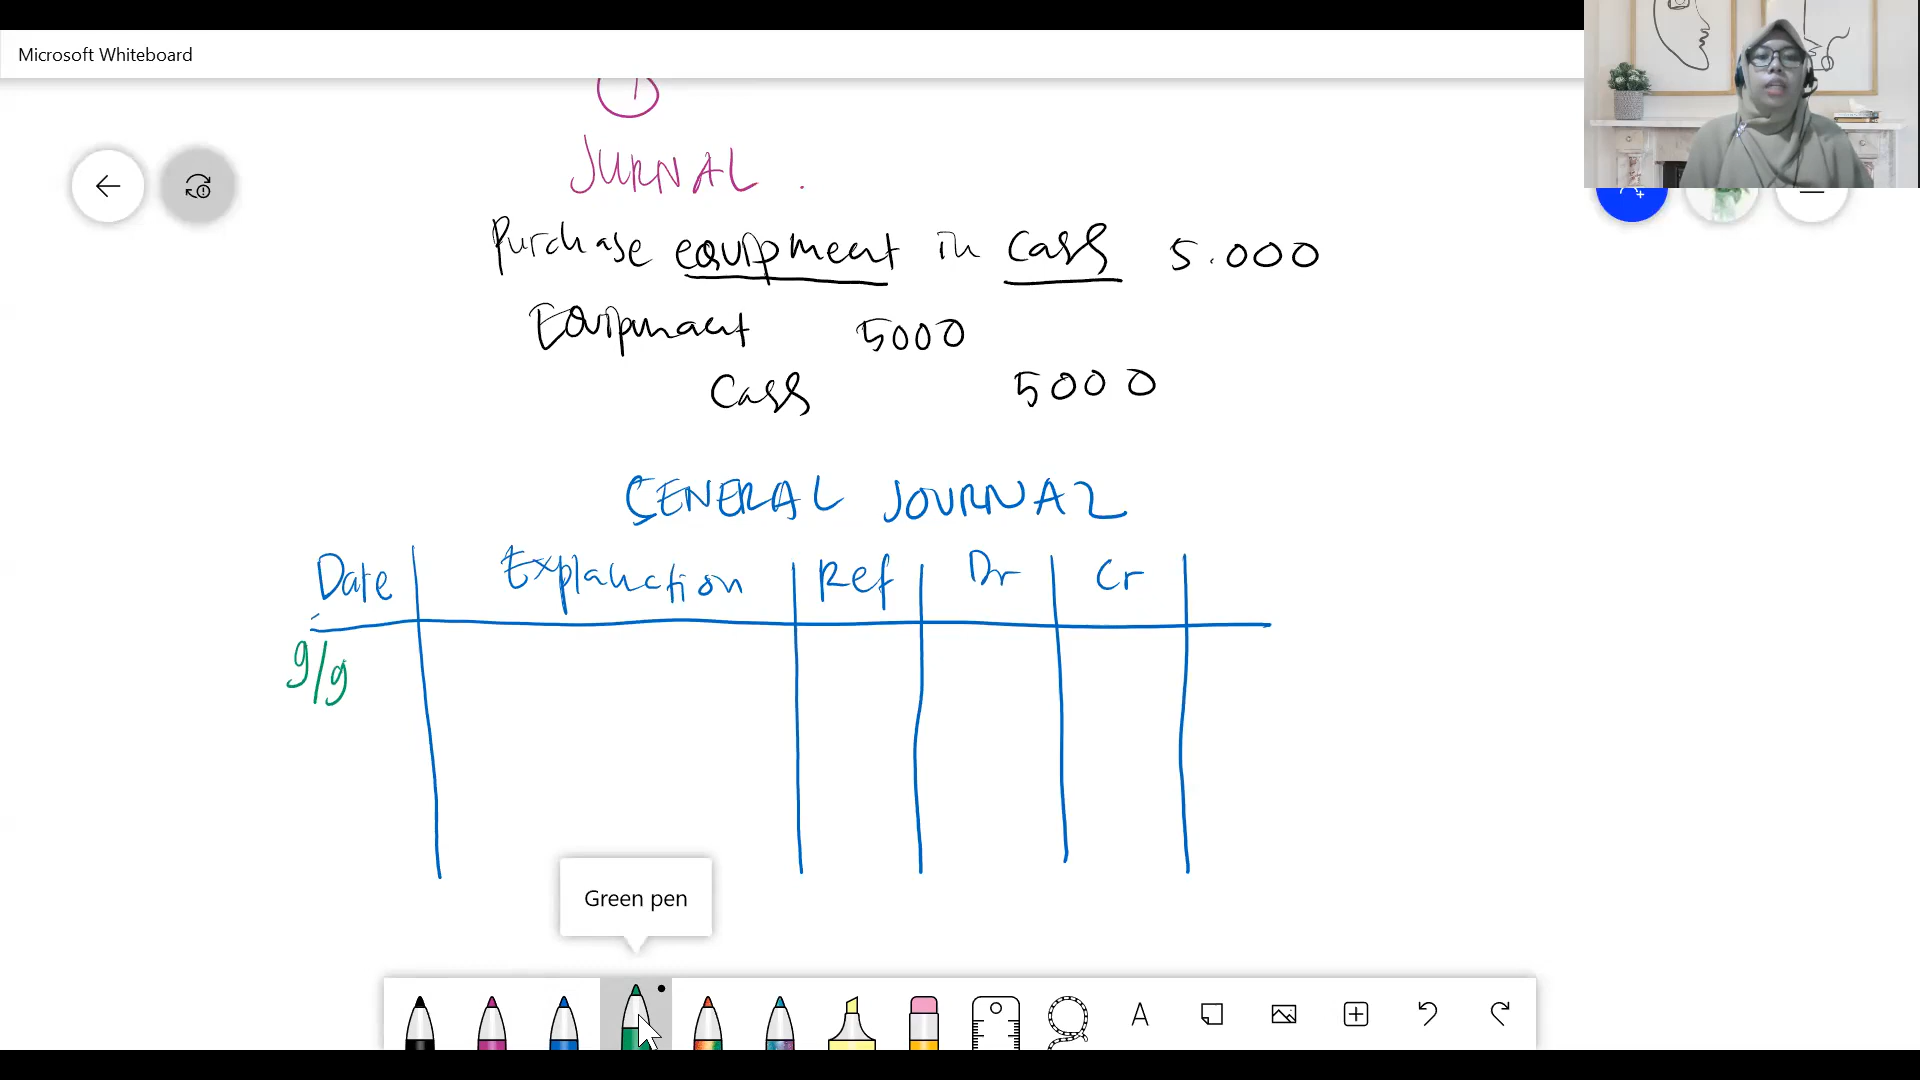 Microsoft Whiteboard
1
JURNAL .
Purchase equipment in cash 5.000
Equipment 5000
Cash 5000
GENERAL JOURNAL
Date Explanation Ref Dr Cr
9/9
Green pen
A